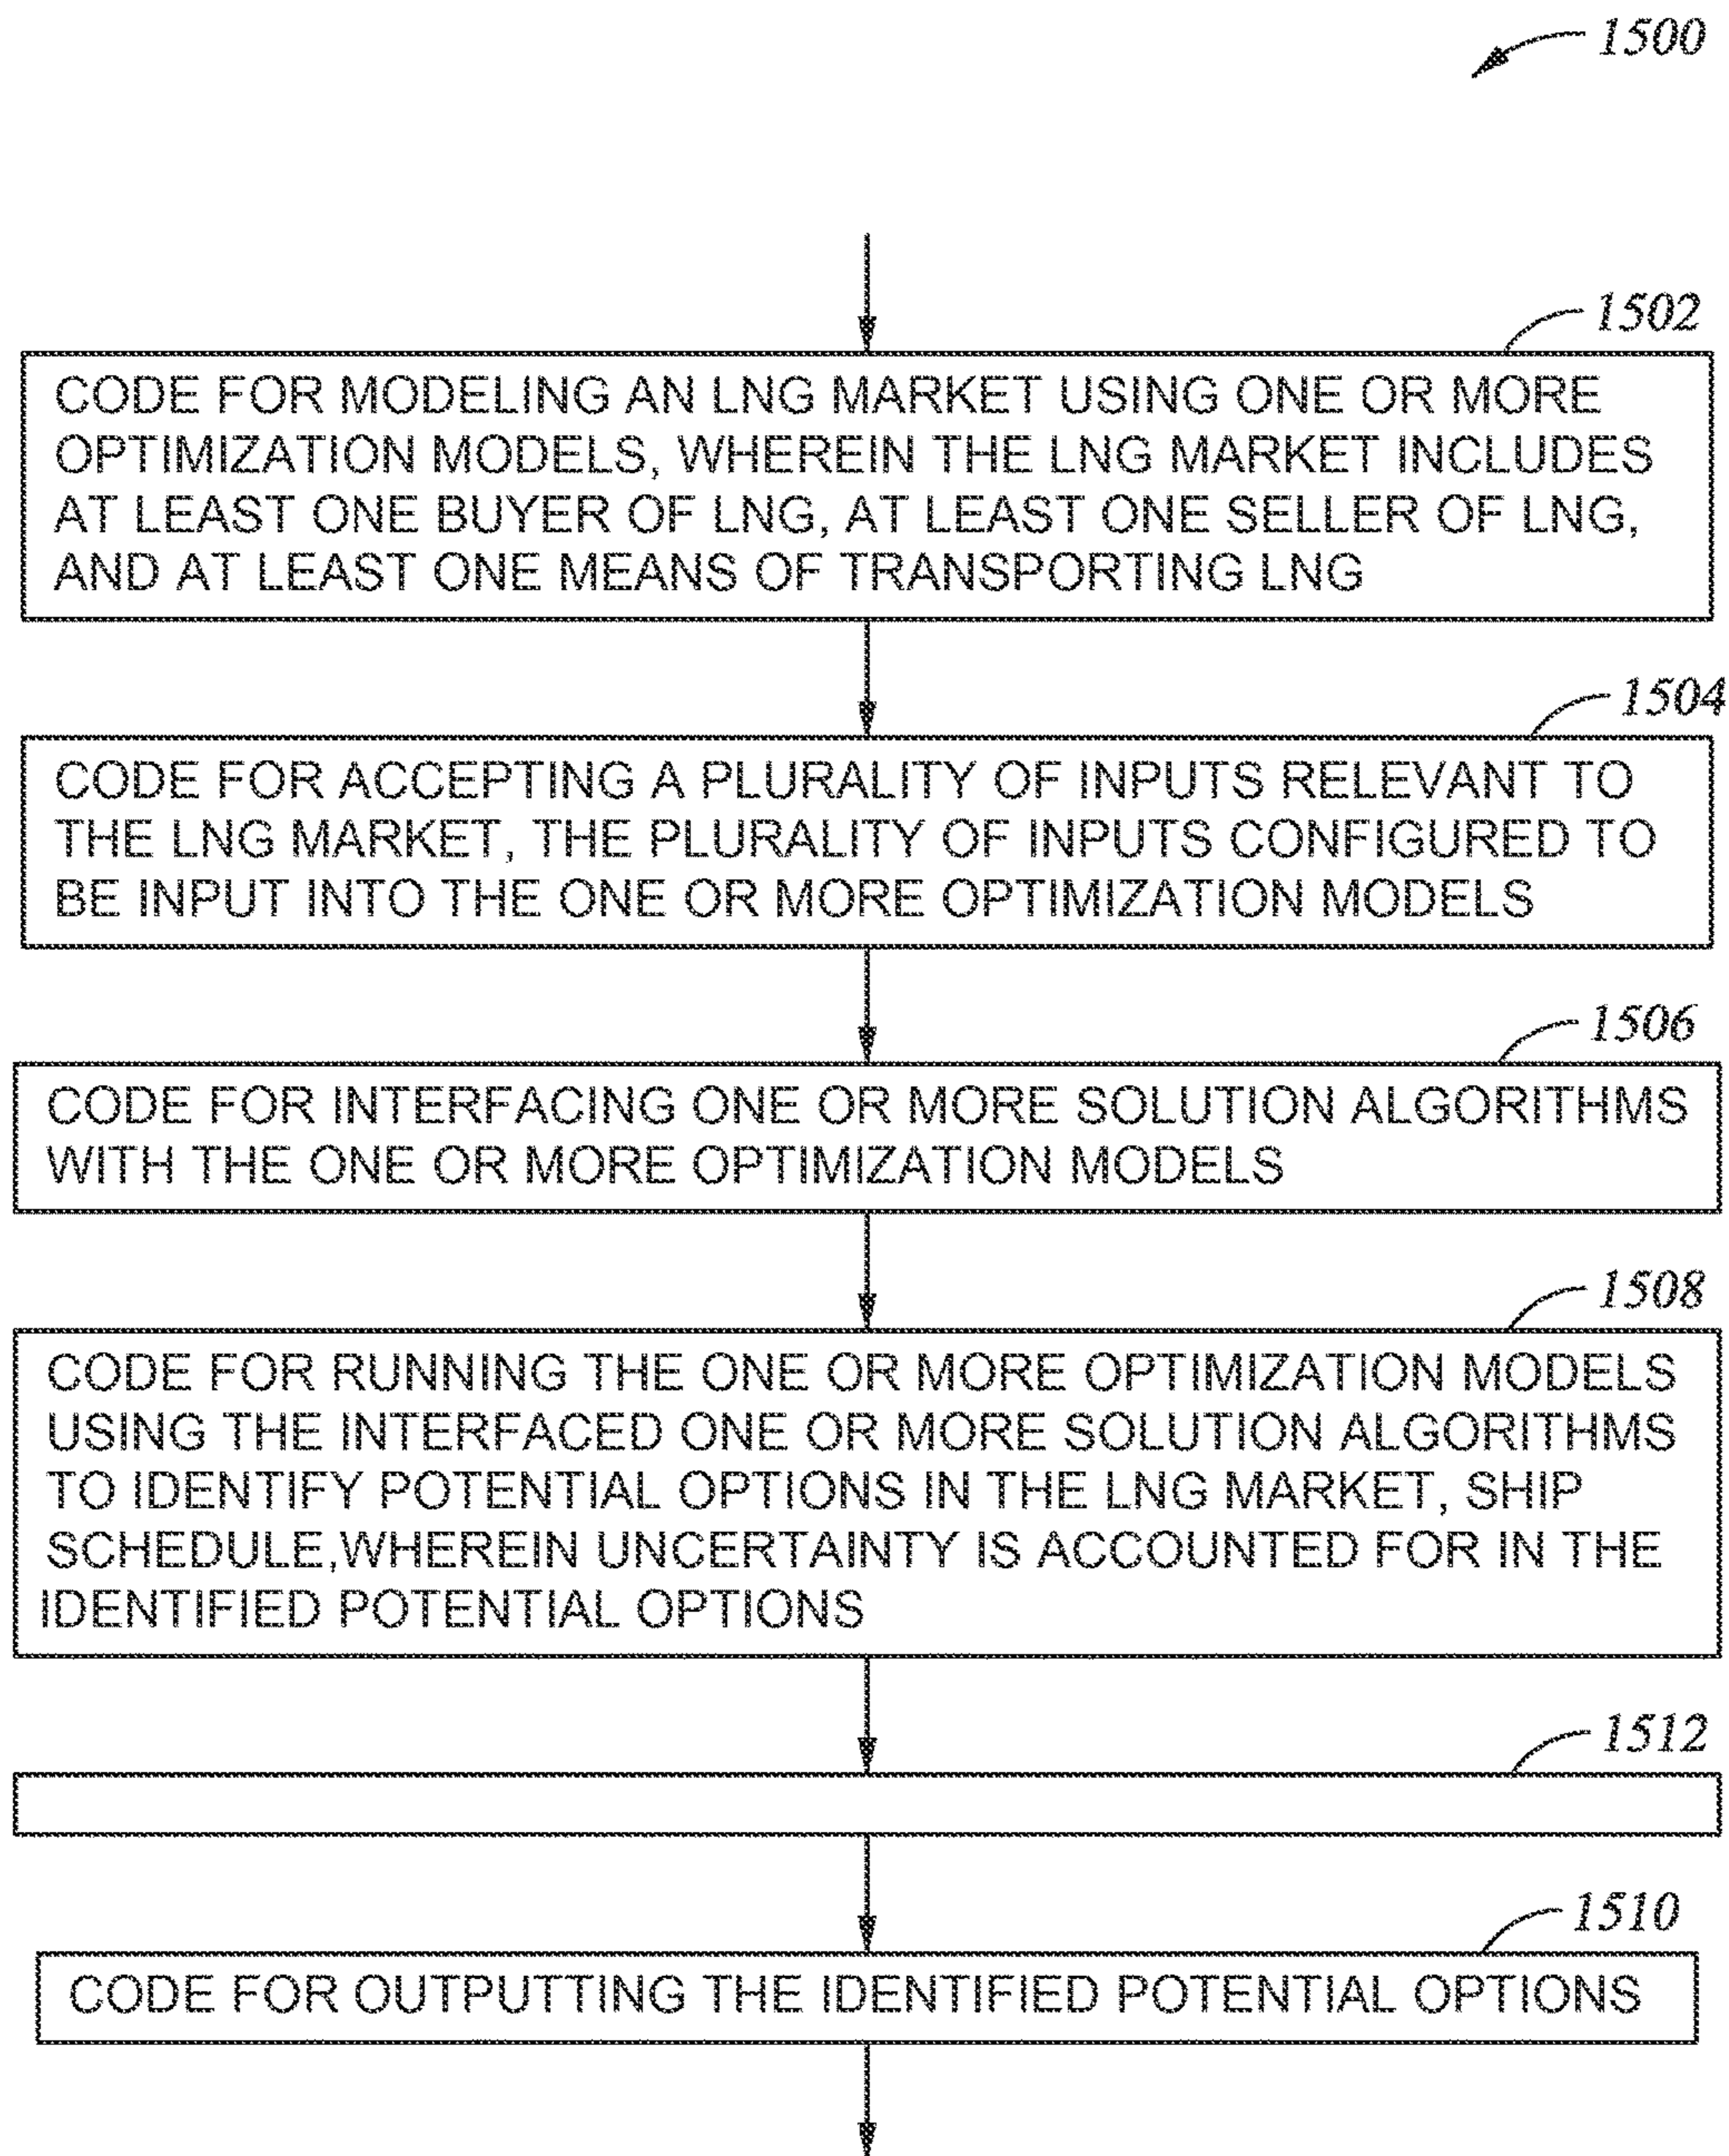 1500
1502
CODE FOR MODELING AN LNG MARKET USING ONE OR MORE
OPTIMIZATION MODELS, WHEREIN THE LNG MARKET INCLUDES
AT LEAST ONE BUYER OF LNG, AT LEAST ONE SELLER OF LNG,
AND AT LEAST ONE MEANS OF TRANSPORTING LNG
1504
CODE FOR ACCEPTING A PLURALITY OF INPUTS RELEVANT TO
THE LNG MARKET, THE PLURALITY OF INPUTS CONFIGURED TO
BE INPUT INTO THE ONE OR MORE OPTIMIZATION MODELS
1506
CODE FOR INTERFACING ONE OR MORE SOLUTION ALGORITHMS
WITH THE ONE OR MORE OPTIMIZATION MODELS
1508
CODE FOR RUNNING THE ONE OR MORE OPTIMIZATION MODELS
USING THE INTERFACED ONE OR MORE SOLUTION ALGORITHMS
TO IDENTIFY POTENTIAL OPTIONS IN THE LNG MARKET, SHIP
SCHEDULE,WHEREIN UNCERTAINTY IS ACCOUNTED FOR IN THE
IDENTIFIED POTENTIAL OPTIONS
1512
1510
CODE FOR OUTPUTTING THE IDENTIFIED POTENTIAL OPTIONS